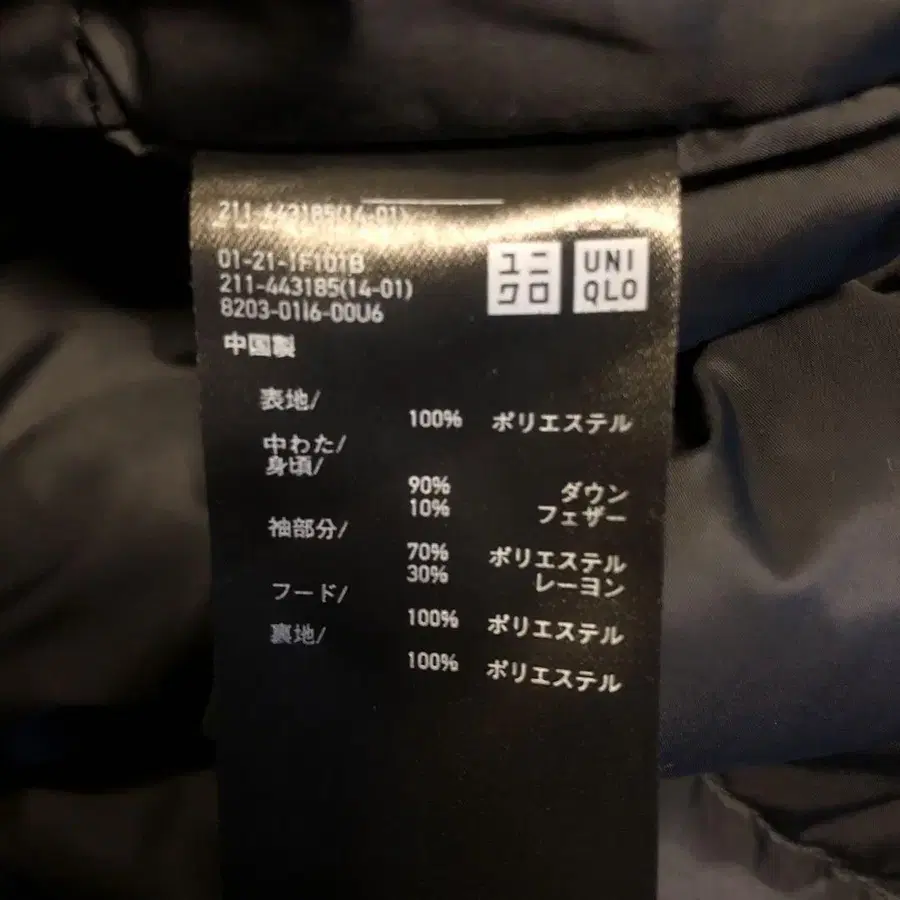 211-443185(14-01)
01-21-1F101B
211-443185(14-01)
8203-01I6-00U6
ユニ
クロ
UNI
QLO
中国製
表地/
100% ポリエステル
中わた/
身頃/
90% ダウン
10% フェザー
袖部分/
70% ポリエステル
30% レーヨン
フード/
100% ポリエステル
裏地/
100% ポリエステル